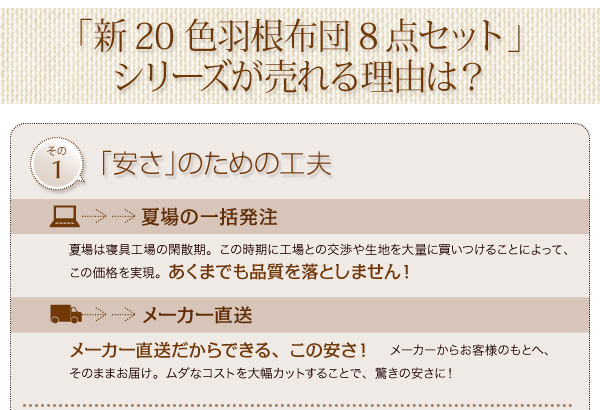 「新20色羽根布団8点セット」
シリーズが売れる理由は？
その
1
「安さ」のための工夫
夏場の一括発注
夏場は寝具工場の閑散期。この時期に工場との交渉や生地を大量に買いつけることによって、
この価格を実現。あくまでも品質を落としません！
メーカー直送
メーカー直送だからできる、この安さ！ メーカーからお客様のもとへ、
そのままお届け。ムダなコストを大幅カットすることで、驚きの安さに！